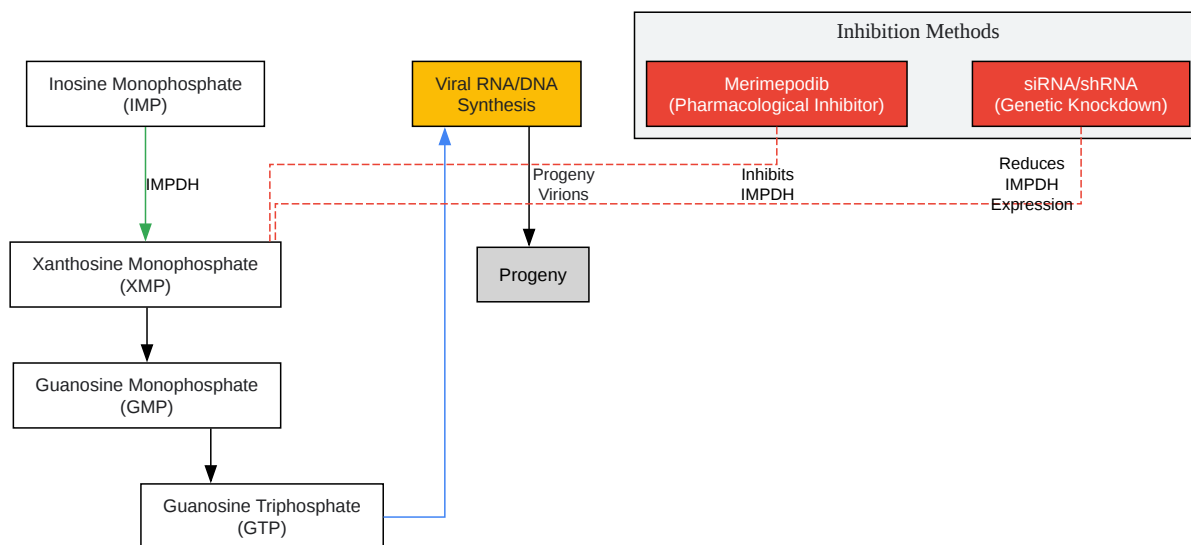 Inhibition Methods
Inosine Monophosphate
(IMP)
Viral RNA/DNA
Synthesis
Merimepodib
(Pharmacological Inhibitor)
siRNA/shRNA
(Genetic Knockdown)
IMPDH
Progeny
Virions
Inhibits
IMPDH
Reduces
IMPDH
Expression
Xanthosine Monophosphate
(XMP)
Progeny
Guanosine Monophosphate
(GMP)
Guanosine Triphosphate
(GTP)